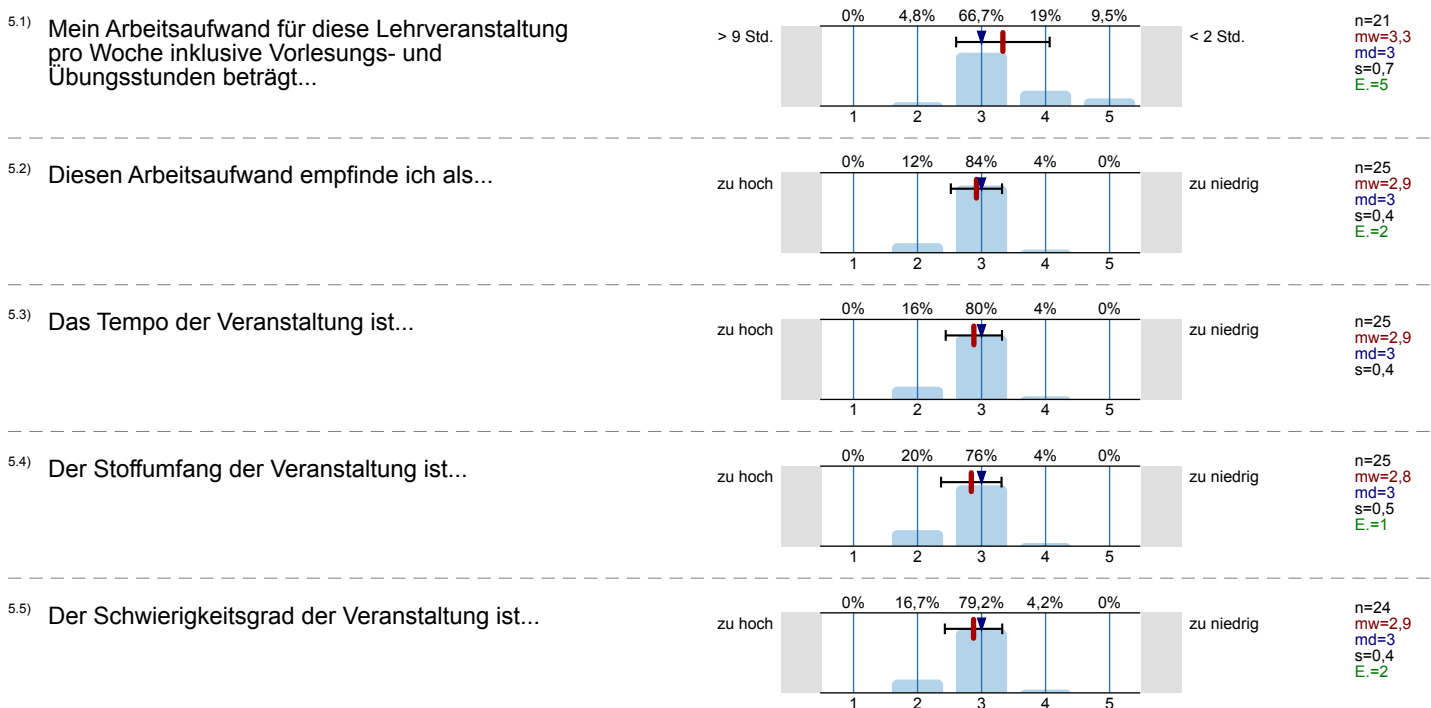 5.1) Mein Arbeitsaufwand für diese Lehrveranstaltung
pro Woche inklusive Vorlesungs- und
Übungsstunden beträgt...
> 9 Std.
0% 4,8% 66,7% 19% 9,5%
1 2 3 4 5
< 2 Std.
n=21
mw=3,3
md=3
s=0,7
E.=5
5.2) Diesen Arbeitsaufwand empfinde ich als...
zu hoch
0% 12% 84% 4% 0%
1 2 3 4 5
zu niedrig
n=25
mw=2,9
md=3
s=0,4
E.=2
5.3) Das Tempo der Veranstaltung ist...
zu hoch
0% 16% 80% 4% 0%
1 2 3 4 5
zu niedrig
n=25
mw=2,9
md=3
s=0,4
5.4) Der Stoffumfang der Veranstaltung ist...
zu hoch
0% 20% 76% 4% 0%
1 2 3 4 5
zu niedrig
n=25
mw=2,8
md=3
s=0,5
E.=1
5.5) Der Schwierigkeitsgrad der Veranstaltung ist...
zu hoch
0% 16,7% 79,2% 4,2% 0%
1 2 3 4 5
zu niedrig
n=24
mw=2,9
md=3
s=0,4
E.=2